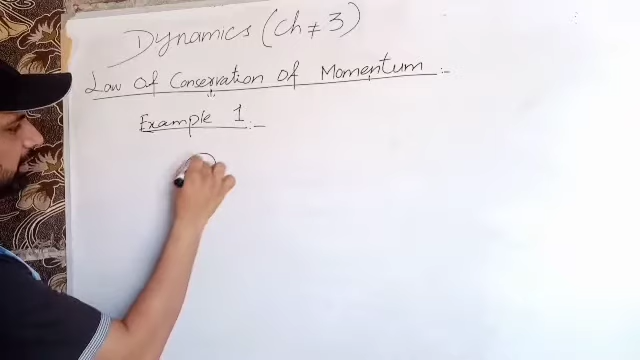 Dynamics (ch ≠ 3)
Law of Conservation of Momentum :-
Example 1 :-